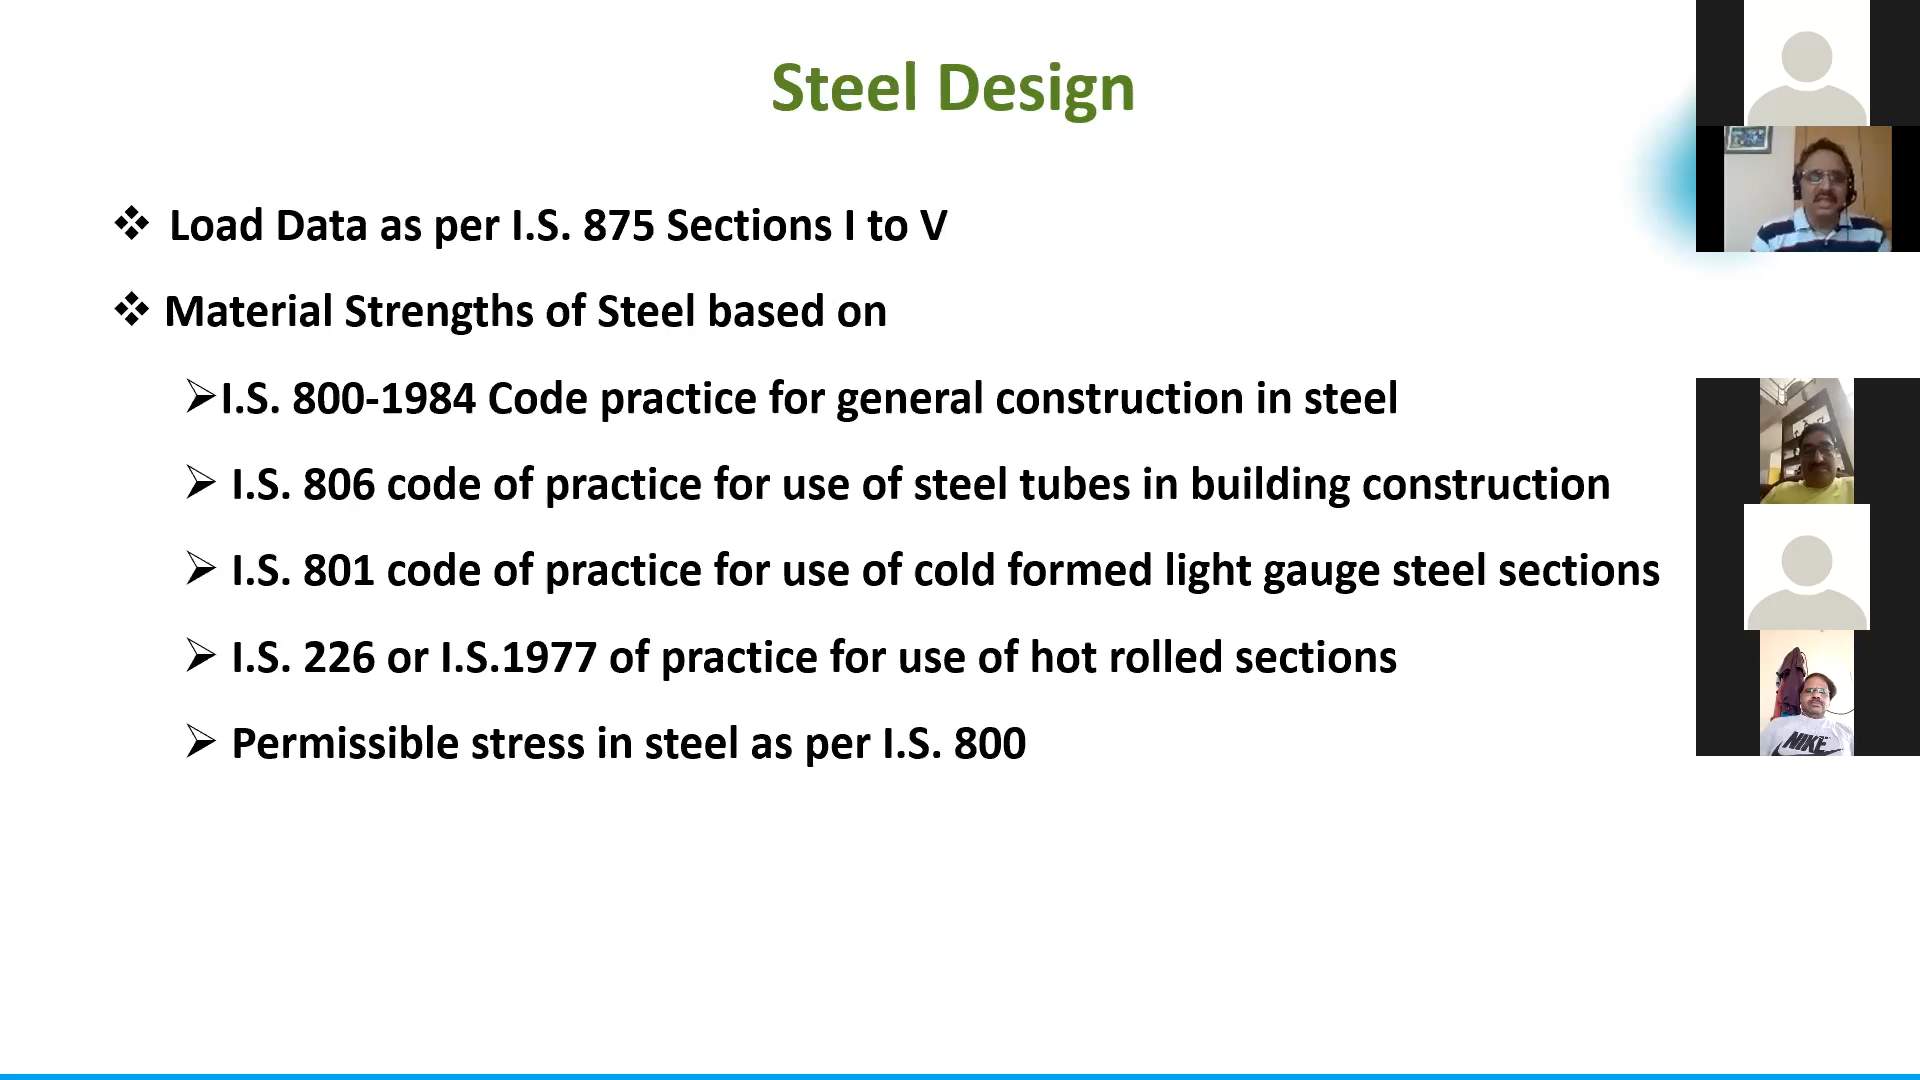 Steel Design
❖ Load Data as per I.S. 875 Sections I to V
❖ Material Strengths of Steel based on
➢I.S. 800-1984 Code practice for general construction in steel
➢ I.S. 806 code of practice for use of steel tubes in building construction
➢ I.S. 801 code of practice for use of cold formed light gauge steel sections
➢ I.S. 226 or I.S.1977 of practice for use of hot rolled sections
➢ Permissible stress in steel as per I.S. 800
NIKE